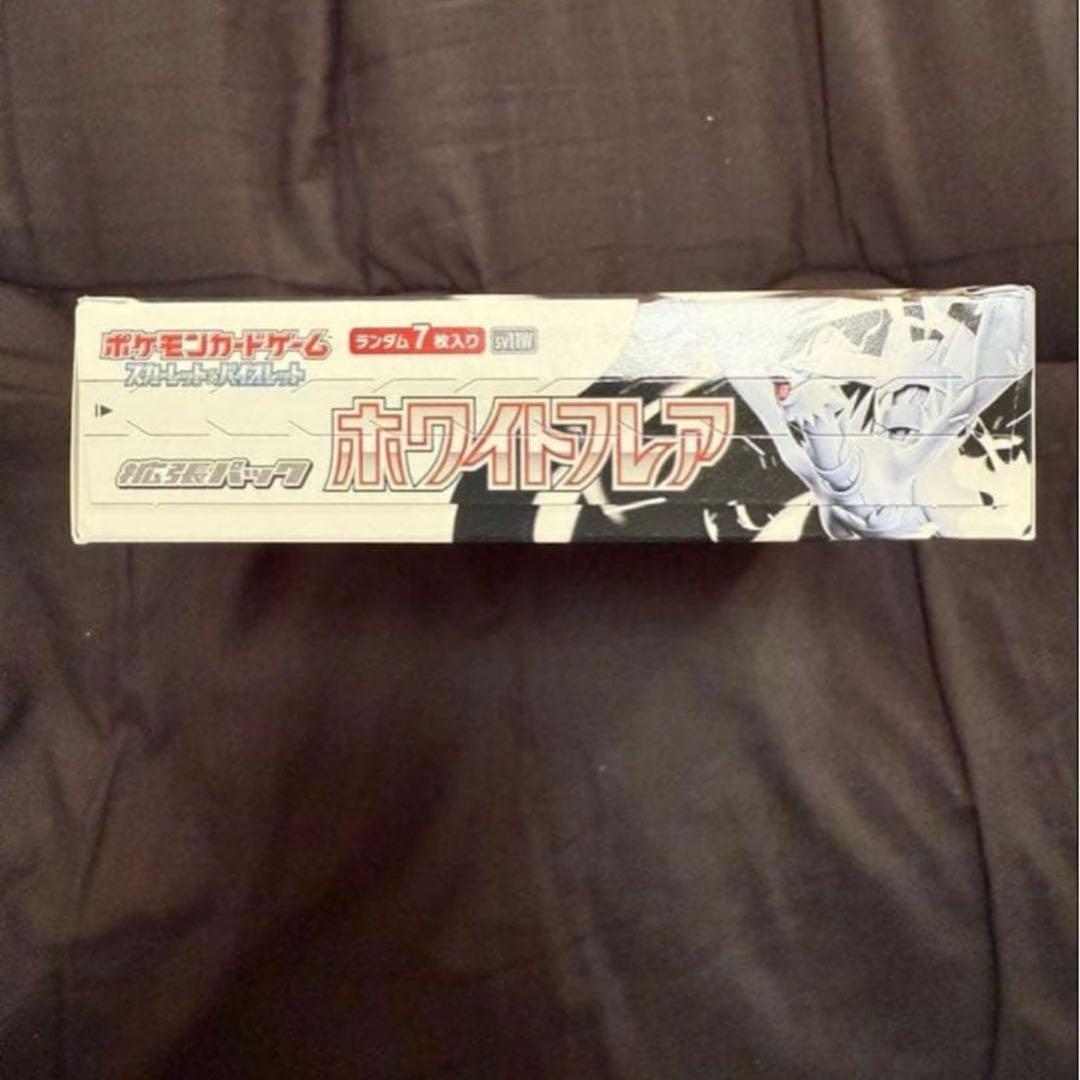 ポケモンカードゲーム
スカーレット&バイオレット
ランダム7枚入り
sv11W
拡張パック
ホワイトフレア